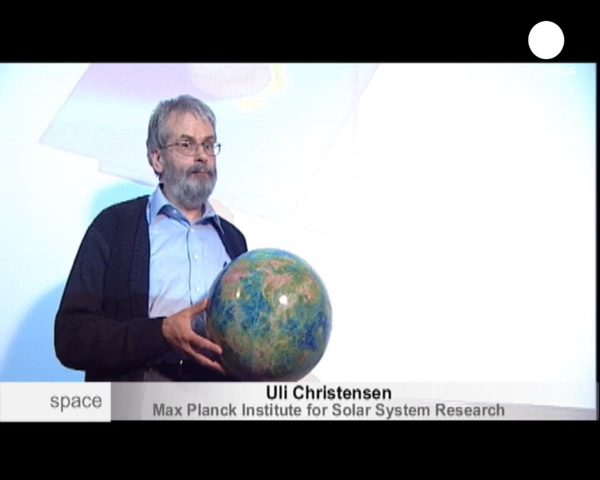 space
Uli Christensen
Max Planck Institute for Solar System Research